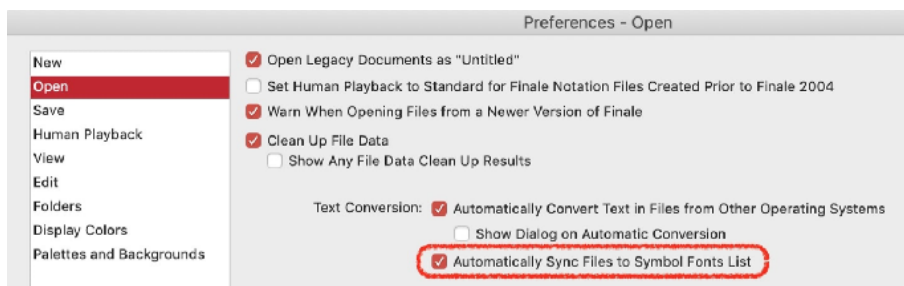 Preferences - Open
New
Open
Save
Human Playback
View
Edit
Folders
Display Colors
Palettes and Backgrounds
Open Legacy Documents as "Untitled"
Set Human Playback to Standard for Finale Notation Files Created Prior to Finale 2004
Warn When Opening Files from a Newer Version of Finale
Clean Up File Data
Show Any File Data Clean Up Results
Text Conversion: Automatically Convert Text in Files from Other Operating Systems
Show Dialog on Automatic Conversion
Automatically Sync Files to Symbol Fonts List